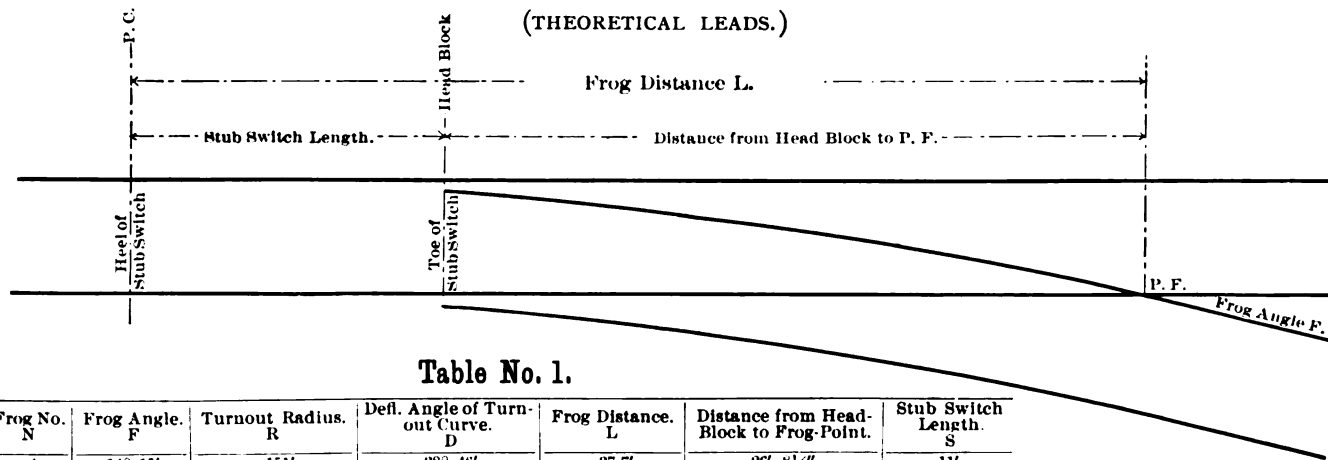 (THEORETICAL LEADS.)
P. C.
Head Block
Frog Distance L.
Stub Switch Length.
Distance from Head Block to P. F.
Heel of
Stub Switch
Toe of
Stub Switch
P. F.
Frog Angle F.
Table No. 1.
Frog No. N
Frog Angle. F
Turnout Radius. R
Defl. Angle of Turn-
out Curve.
D
Frog Distance. L
Distance from Head-
Block to Frog-Point.
Stub Switch
Length.
S